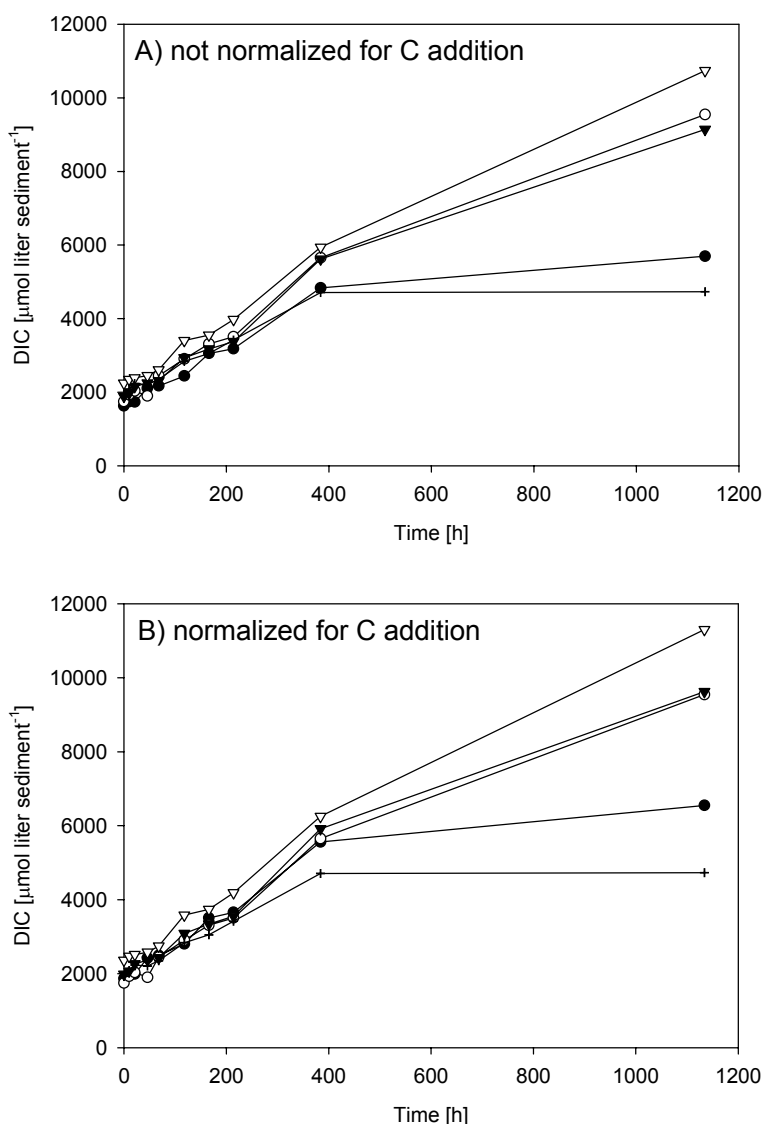 A) not normalized for C addition
12000
10000
8000
6000
4000
2000
0
DIC [μmol liter sediment⁻¹]
0 200 400 600 800 1000 1200
Time [h]
B) normalized for C addition
12000
10000
8000
6000
4000
2000
0
DIC [μmol liter sediment⁻¹]
0 200 400 600 800 1000 1200
Time [h]